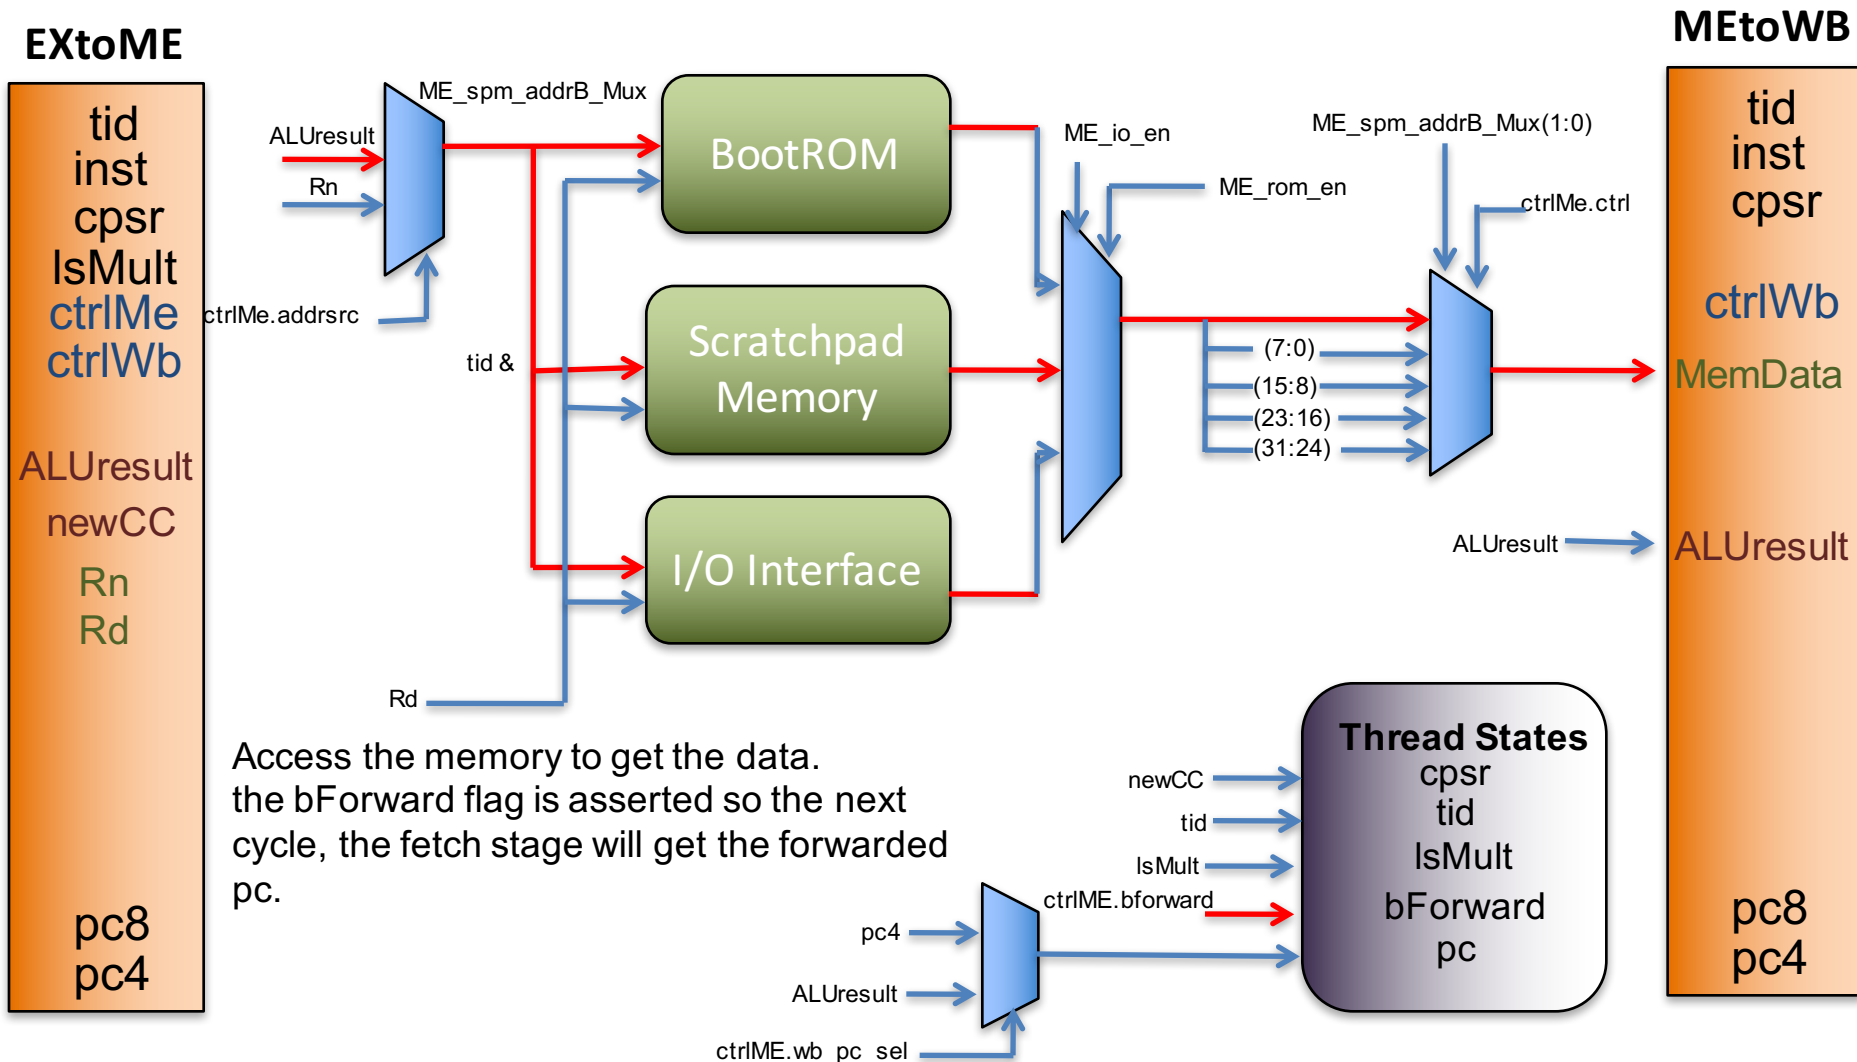 EXtoME
tid
inst
cpsr
lsMult
ctrlMe
ctrlWb
ALUresult
newCC
Rn
Rd
pc8
pc4
ALUresult
Rn
ctrlMe.addrsrc
ME_spm_addrB_Mux
tid &
Rd
BootROM
Scratchpad
Memory
I/O Interface
ME_io_en
ME_rom_en
ME_spm_addrB_Mux(1:0)
ctrlMe.ctrl
(7:0)
(15:8)
(23:16)
(31:24)
ALUresult
Access the memory to get the data.
the bForward flag is asserted so the next
cycle, the fetch stage will get the forwarded
pc.
newCC
tid
lsMult
ctrlME.bforward
pc4
ALUresult
ctrlME.wb_pc_sel
Thread States
cpsr
tid
lsMult
bForward
pc
MEtoWB
tid
inst
cpsr
ctrlWb
MemData
ALUresult
pc8
pc4